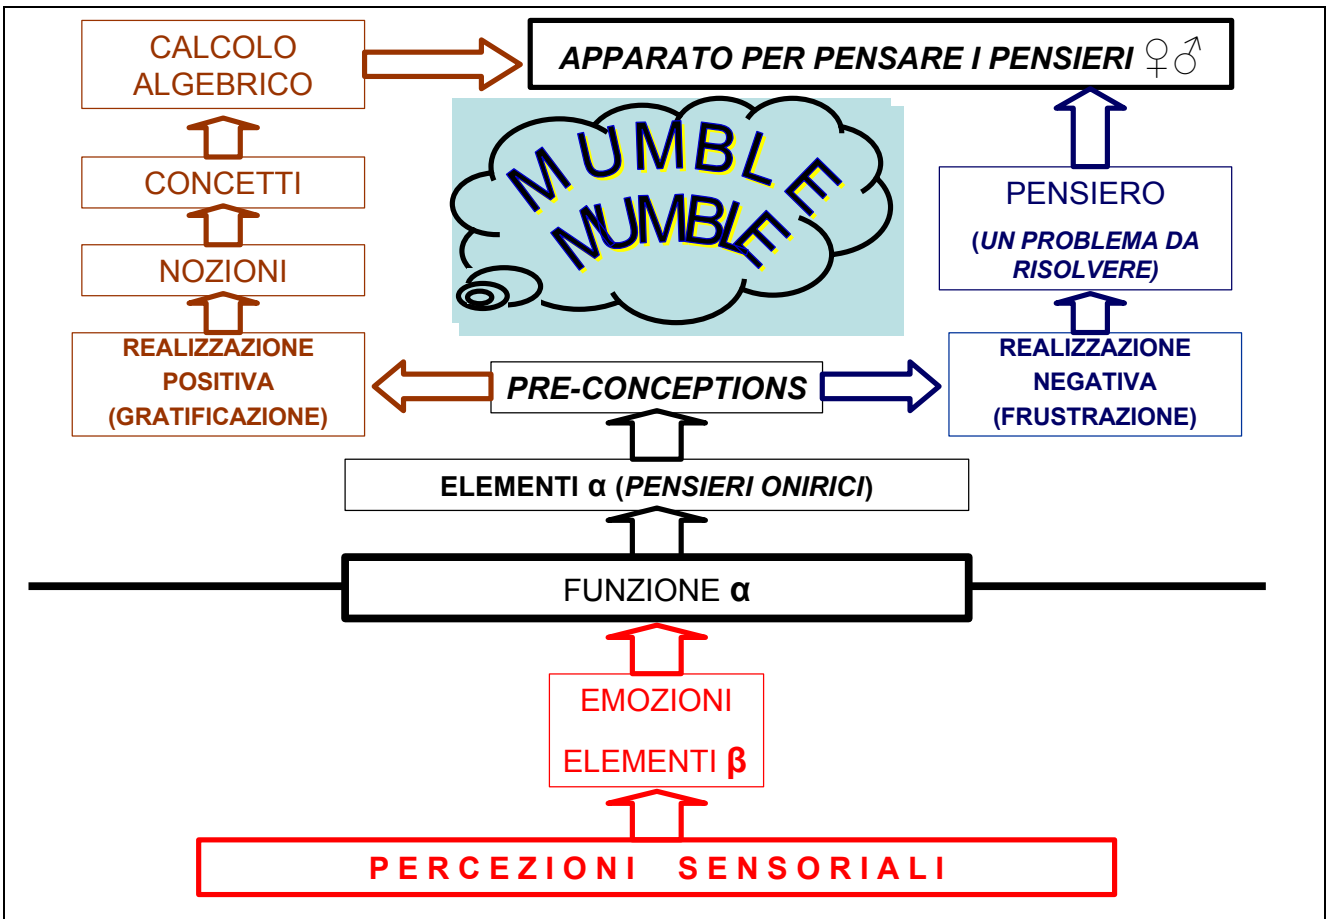 CALCOLO
ALGEBRICO
APPARATO PER PENSARE I PENSIERI ♀♂
MUMBLE
MUMBLE
CONCETTI
PENSIERO
(UN PROBLEMA DA
RISOLVERE)
NOZIONI
REALIZZAZIONE
POSITIVA
(GRATIFICAZIONE)
PRE-CONCEPTIONS
REALIZZAZIONE
NEGATIVA
(FRUSTRAZIONE)
ELEMENTI α (PENSIERI ONIRICI)
FUNZIONE α
EMOZIONI
ELEMENTI β
PERCEZIONI SENSORIALI